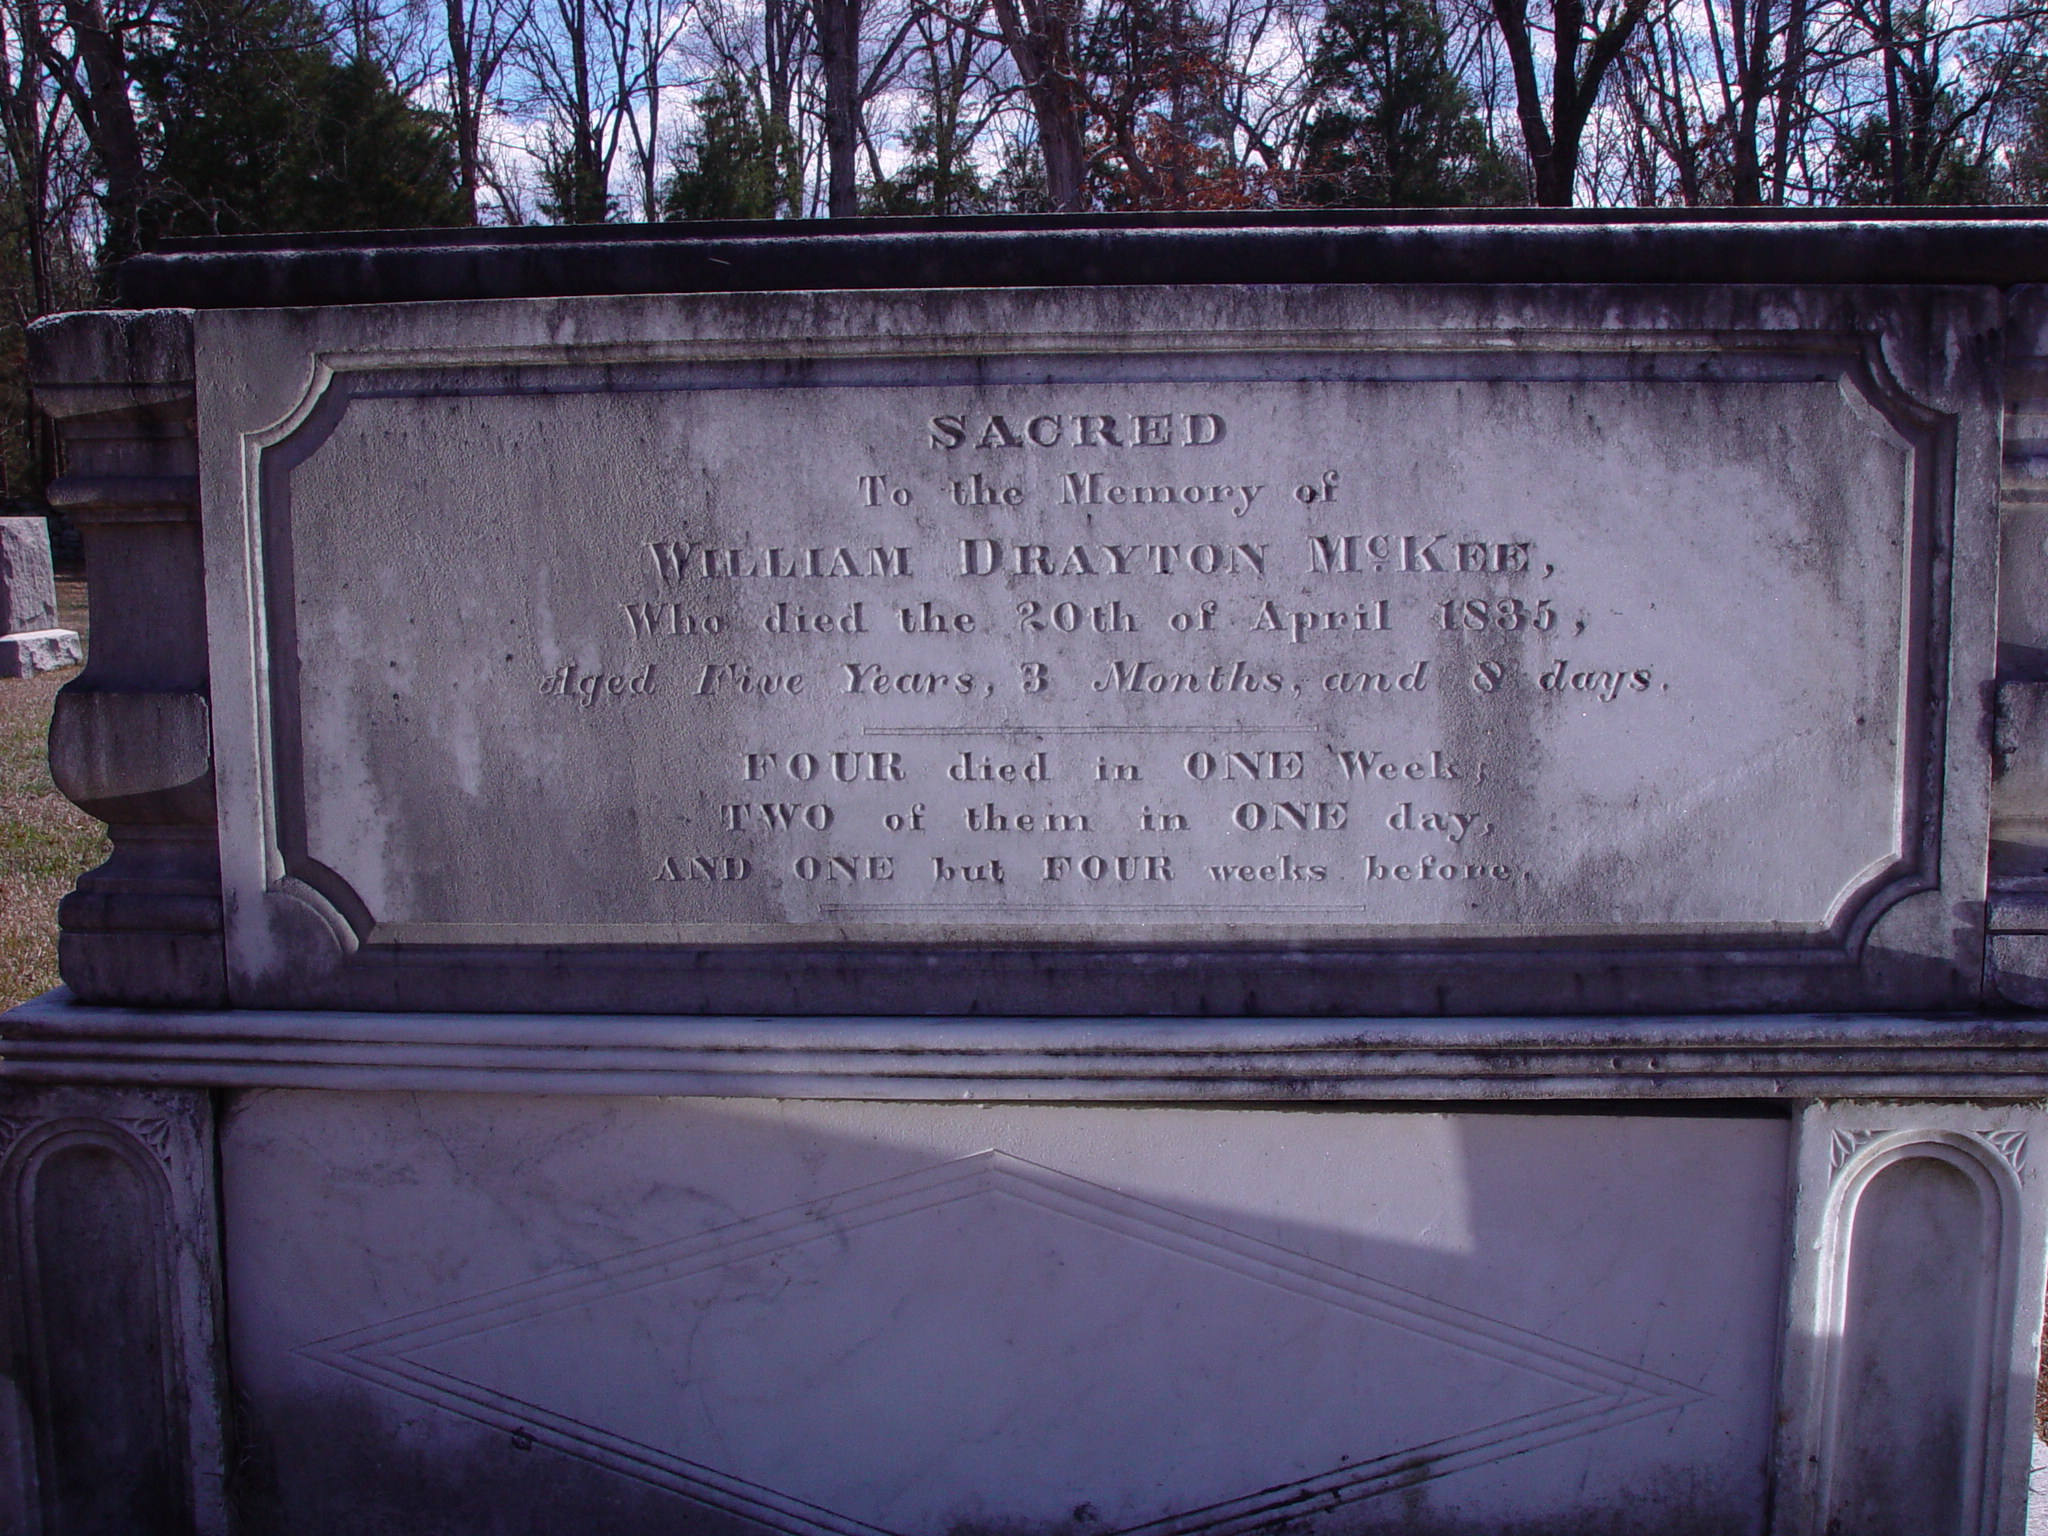 SACRED
To the Memory of
WILLIAM DRAYTON McKEE,
Who died the 20th of April 1835,
Aged Five Years, 3 Months, and 8 days.
FOUR died in ONE Week;
TWO of them in ONE day,
AND ONE but FOUR weeks before.